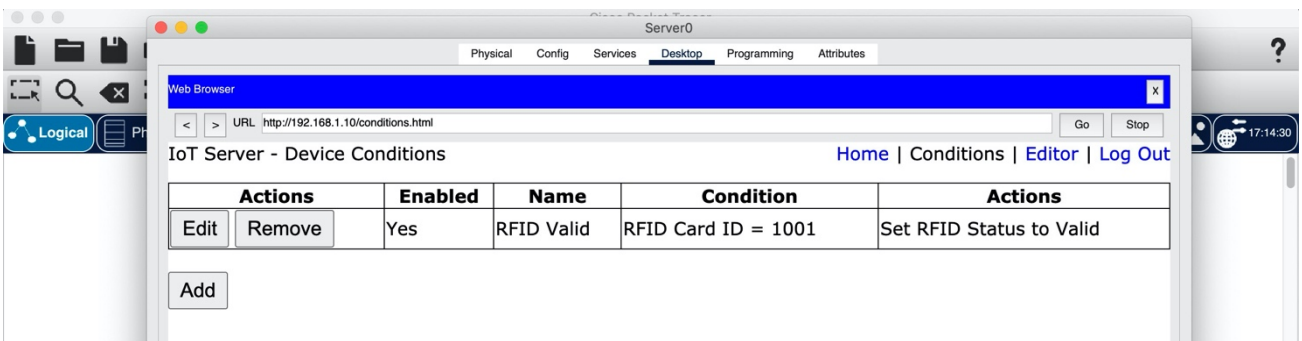 Server0
Physical Config Services Desktop Programming Attributes
Web Browser X
< > URL http://192.168.1.10/conditions.html Go Stop
Logical 17:14:30
IoT Server - Device Conditions Home | Conditions | Editor | Log Out
Actions Enabled Name Condition Actions
Edit Remove Yes RFID Valid RFID Card ID = 1001 Set RFID Status to Valid
Add